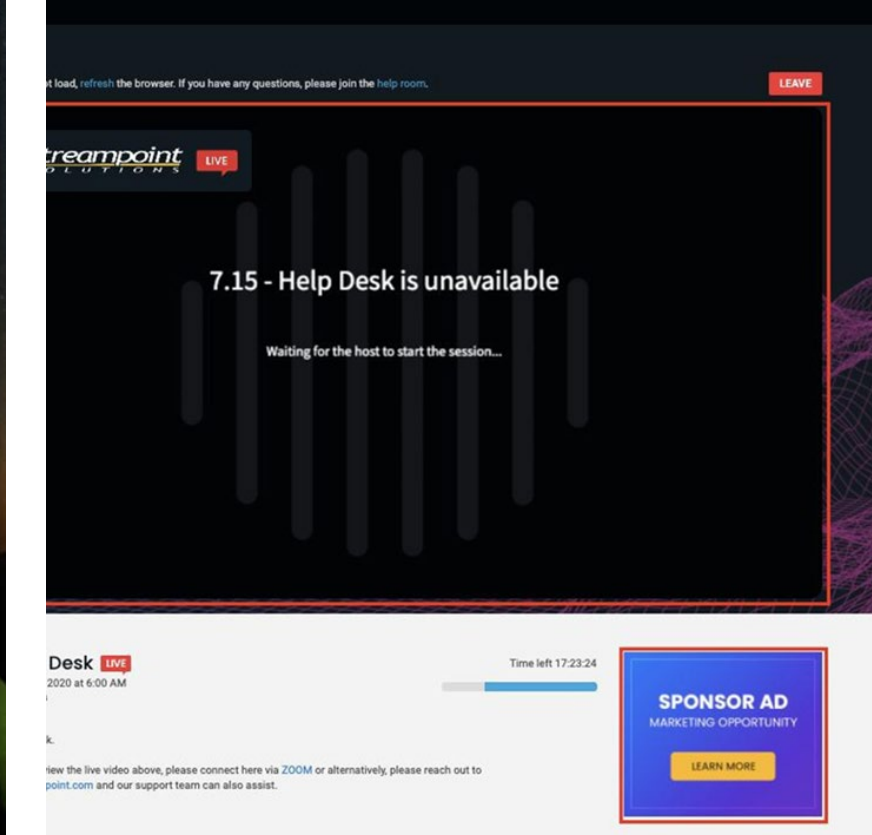 t load, refresh the browser. If you have any questions, please join the help room.
LEAVE
treampoint LIVE
OLUTIONS
7.15 - Help Desk is unavailable
Waiting for the host to start the session...
Desk LIVE
2020 at 6:00 AM
Time left 17:23:24
k.
view the live video above, please connect here via ZOOM or alternatively, please reach out to
point.com and our support team can also assist.
SPONSOR AD
MARKETING OPPORTUNITY
LEARN MORE